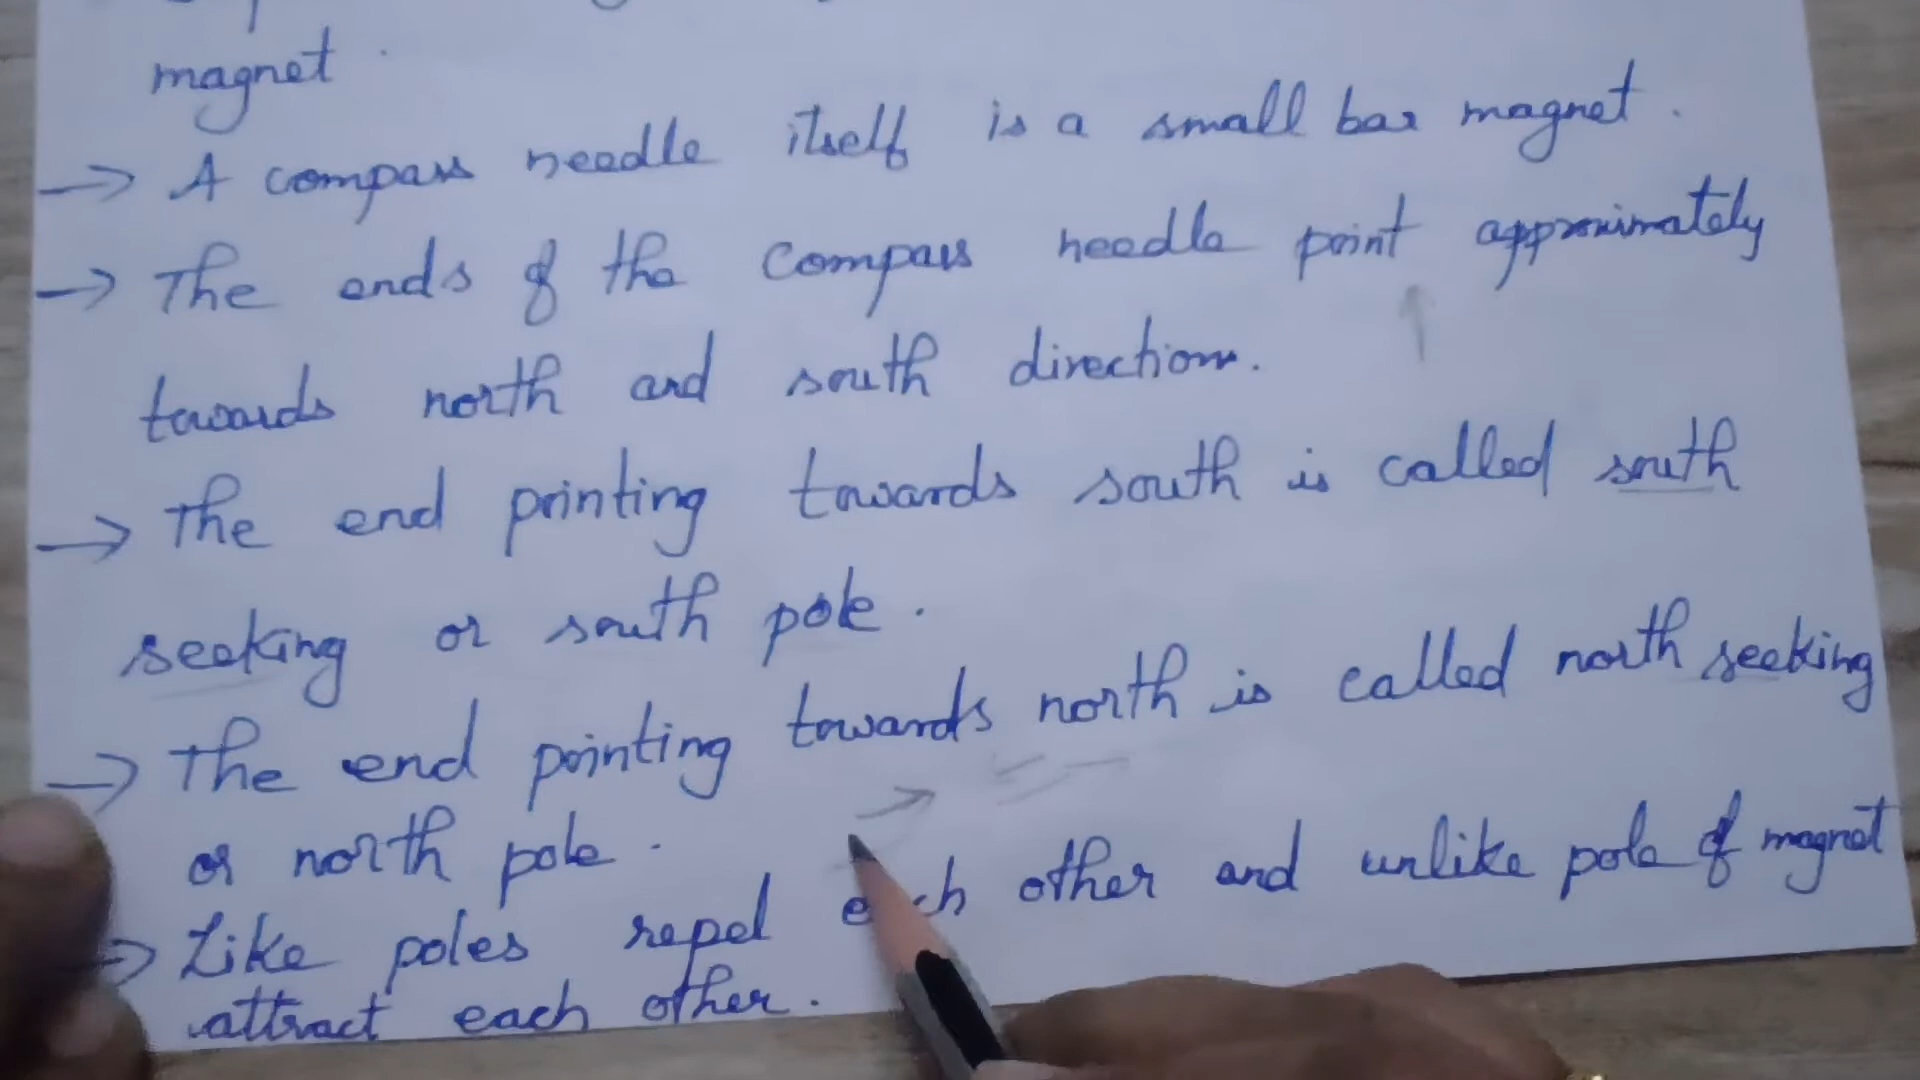 magnet.
→ A compass needle itself is a small bar magnet.
→ The ends of the compass needle point approximately
towards north and south direction.
→ The end pointing towards south is called south
seeking or south pole.
→ The end pointing towards north is called north seeking
or north pole.
→ Like poles repel each other and unlike pole of magnet
attract each other.